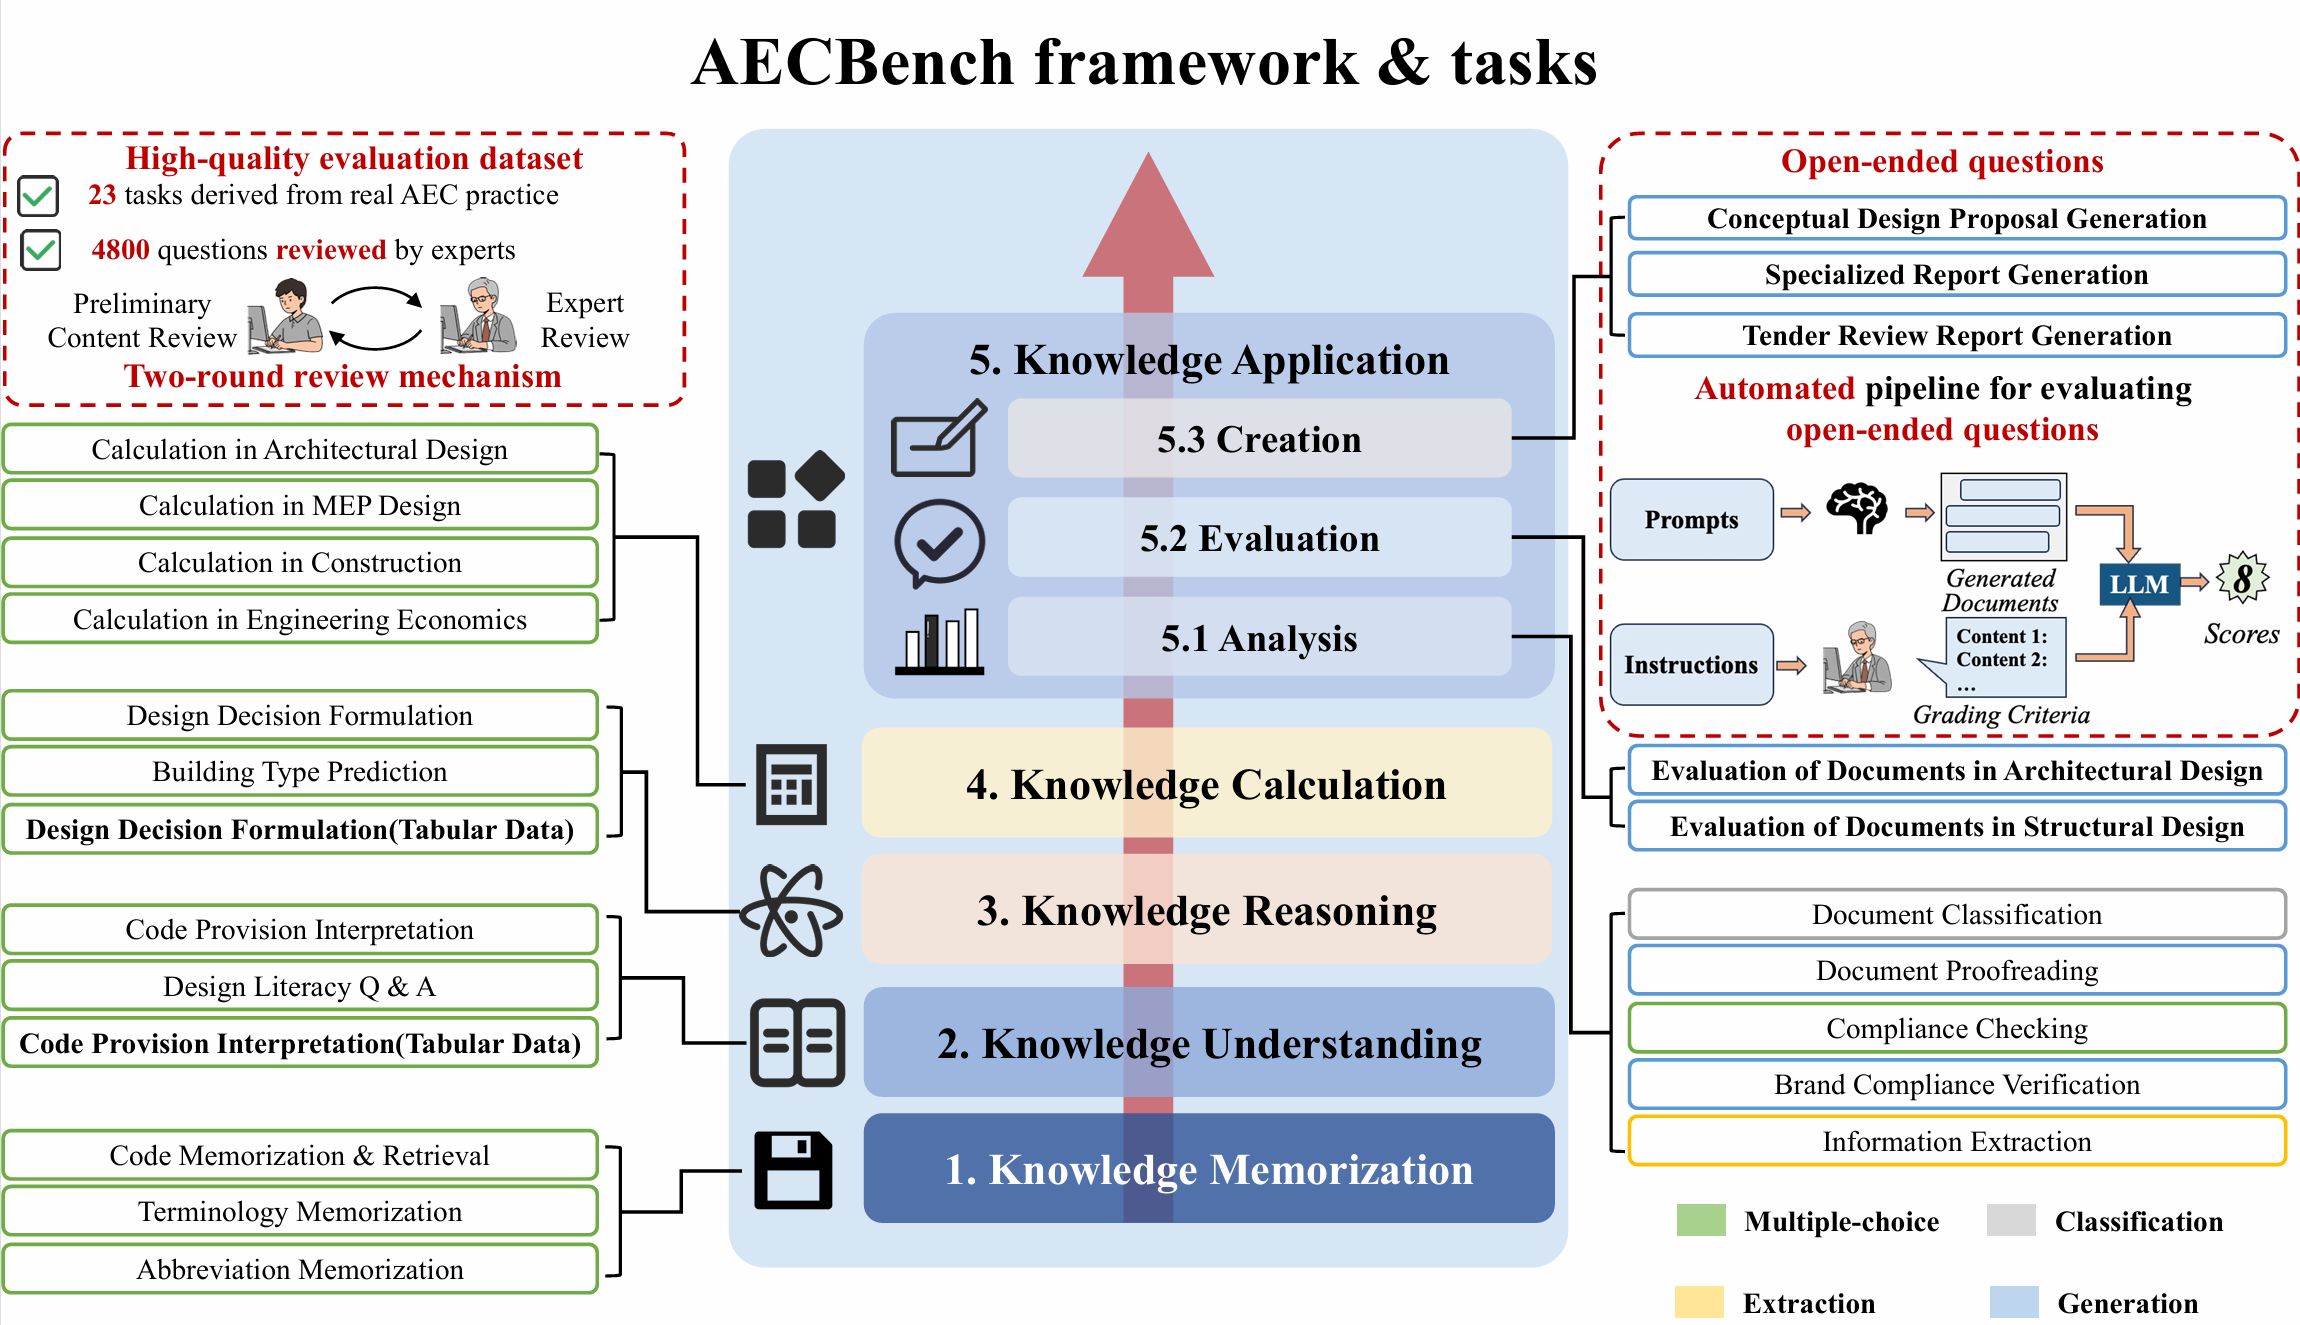 AECBench framework & tasks
High-quality evaluation dataset
23 tasks derived from real AEC practice
4800 questions reviewed by experts
Preliminary
Content Review
Expert
Review
Two-round review mechanism
Calculation in Architectural Design
Calculation in MEP Design
Calculation in Construction
Calculation in Engineering Economics
Design Decision Formulation
Building Type Prediction
Design Decision Formulation(Tabular Data)
Code Provision Interpretation
Design Literacy Q & A
Code Provision Interpretation(Tabular Data)
Code Memorization & Retrieval
Terminology Memorization
Abbreviation Memorization
5. Knowledge Application
5.3 Creation
5.2 Evaluation
5.1 Analysis
4. Knowledge Calculation
3. Knowledge Reasoning
2. Knowledge Understanding
1. Knowledge Memorization
Open-ended questions
Conceptual Design Proposal Generation
Specialized Report Generation
Tender Review Report Generation
Automated pipeline for evaluating
open-ended questions
Prompts
Generated
Documents
LLM
8
Scores
Instructions
Content 1:
Content 2:
...
Grading Criteria
Evaluation of Documents in Architectural Design
Evaluation of Documents in Structural Design
Document Classification
Document Proofreading
Compliance Checking
Brand Compliance Verification
Information Extraction
Multiple-choice
Classification
Extraction
Generation